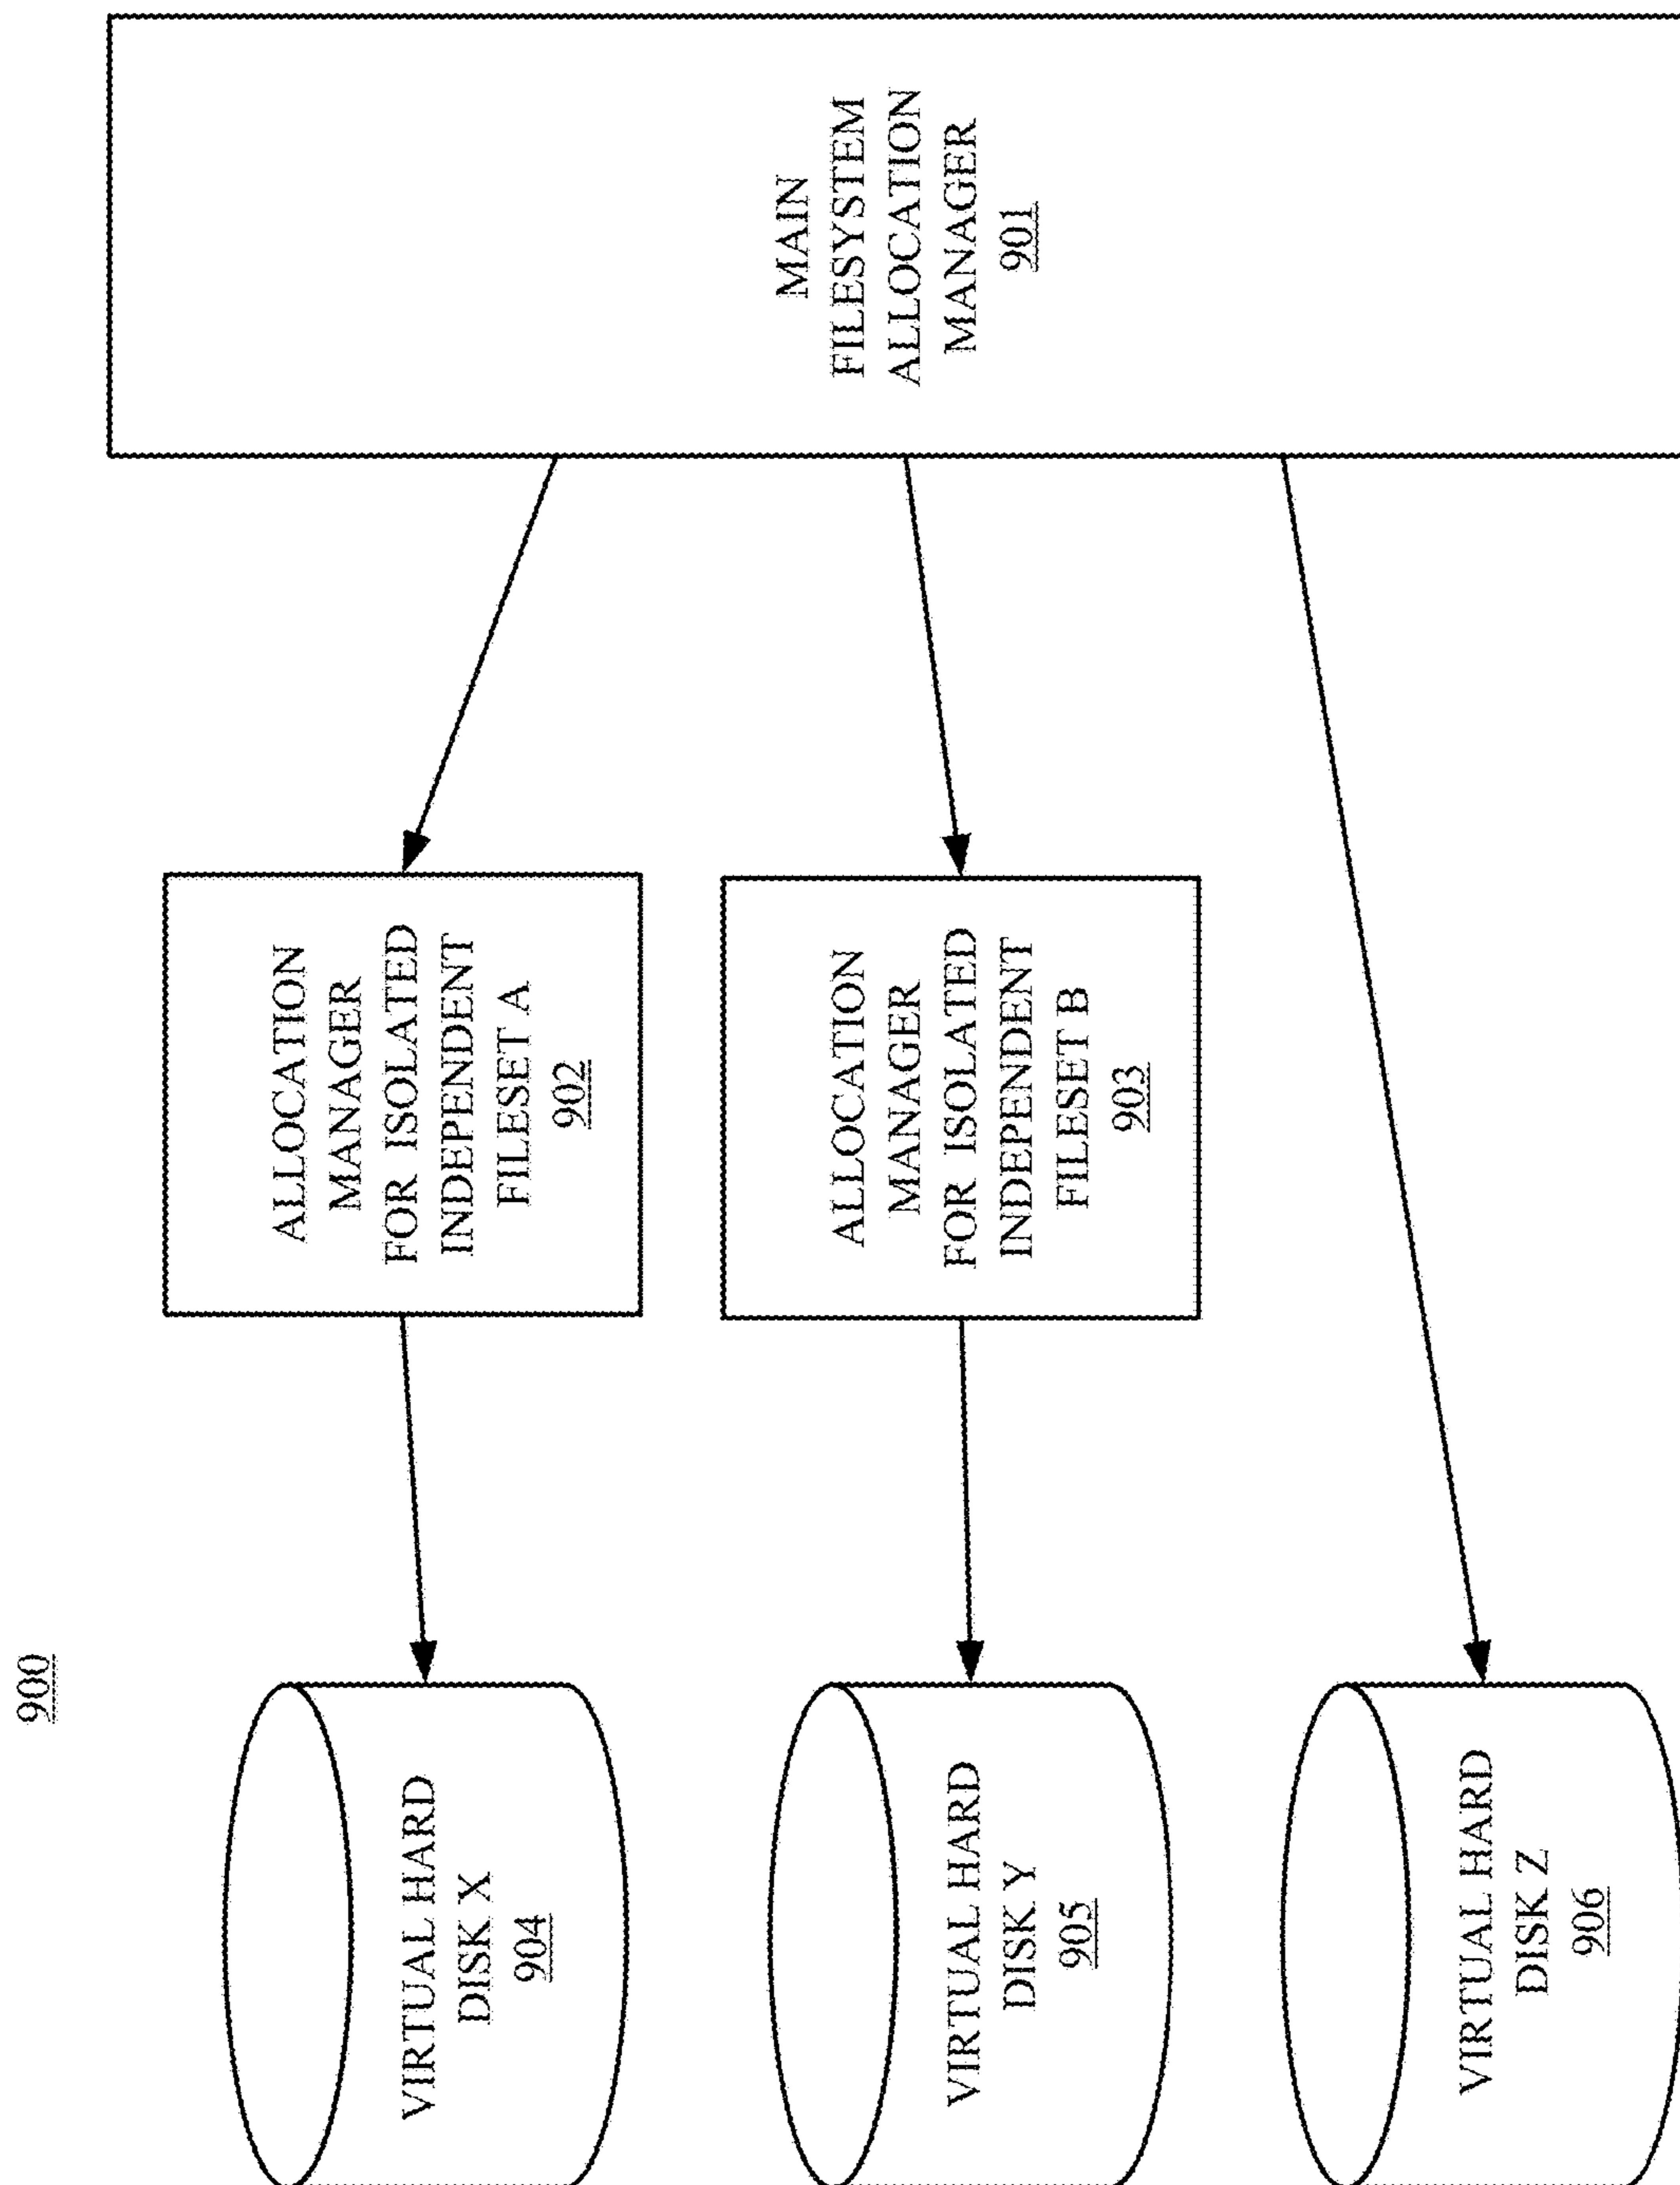 900
MAIN
FILESYSTEM
ALLOCATION
MANAGER
901
ALLOCATION
MANAGER
FOR ISOLATED
INDEPENDENT
FILESET A
902
ALLOCATION
MANAGER
FOR ISOLATED
INDEPENDENT
FILESET B
903
VIRTUAL HARD
DISK X
904
VIRTUAL HARD
DISK Y
905
VIRTUAL HARD
DISK Z
906